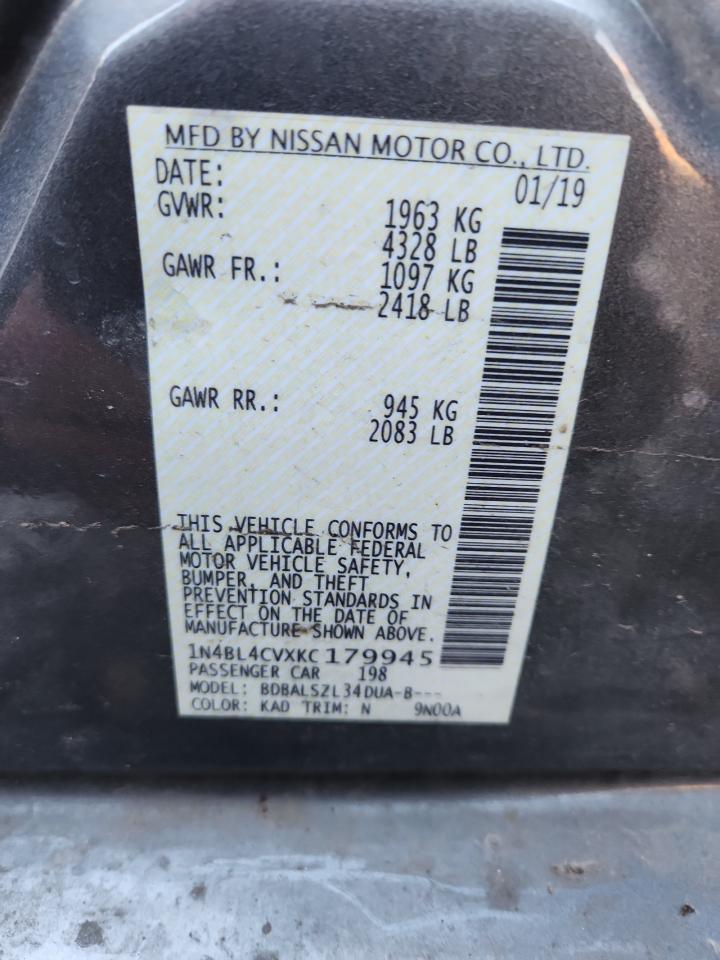 MFD BY NISSAN MOTOR CO., LTD.
DATE: 01/19
GVWR: 1963 KG
4328 LB
GAWR FR.: 1097 KG
2418 LB
GAWR RR.: 945 KG
2083 LB
THIS VEHICLE CONFORMS TO
ALL APPLICABLE FEDERAL
MOTOR VEHICLE SAFETY,
BUMPER, AND THEFT
PREVENTION STANDARDS IN
EFFECT ON THE DATE OF
MANUFACTURE SHOWN ABOVE.
1N4BL4CVXKC179945
PASSENGER CAR 198
MODEL: BDBALSZL34DUA-B---
COLOR: KAD TRIM: N 9N00A